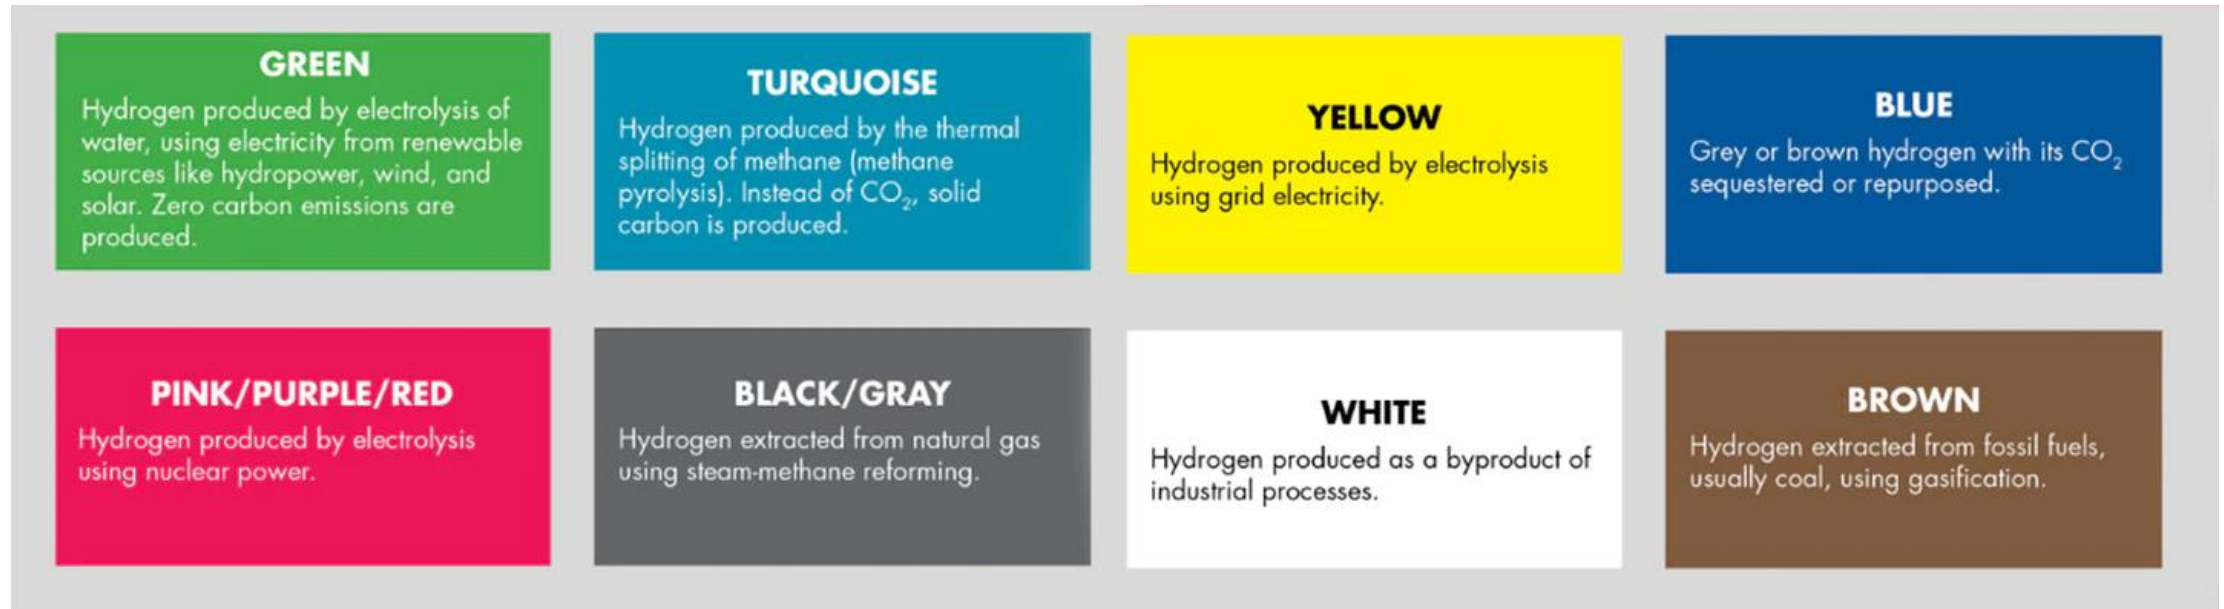 GREEN
Hydrogen produced by electrolysis of
water, using electricity from renewable
sources like hydropower, wind, and
solar. Zero carbon emissions are
produced.
TURQUOISE
Hydrogen produced by the thermal
splitting of methane (methane
pyrolysis). Instead of CO₂, solid
carbon is produced.
YELLOW
Hydrogen produced by electrolysis
using grid electricity.
BLUE
Grey or brown hydrogen with its CO₂
sequestered or repurposed.
PINK/PURPLE/RED
Hydrogen produced by electrolysis
using nuclear power.
BLACK/GRAY
Hydrogen extracted from natural gas
using steam-methane reforming.
WHITE
Hydrogen produced as a byproduct of
industrial processes.
BROWN
Hydrogen extracted from fossil fuels,
usually coal, using gasification.